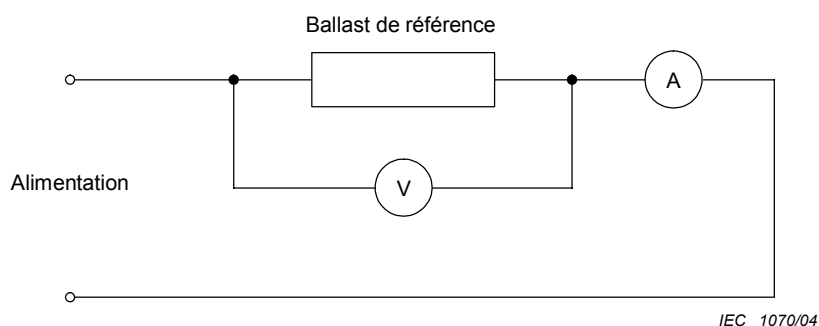 Ballast de référence
A
Alimentation
V
IEC 1070/04